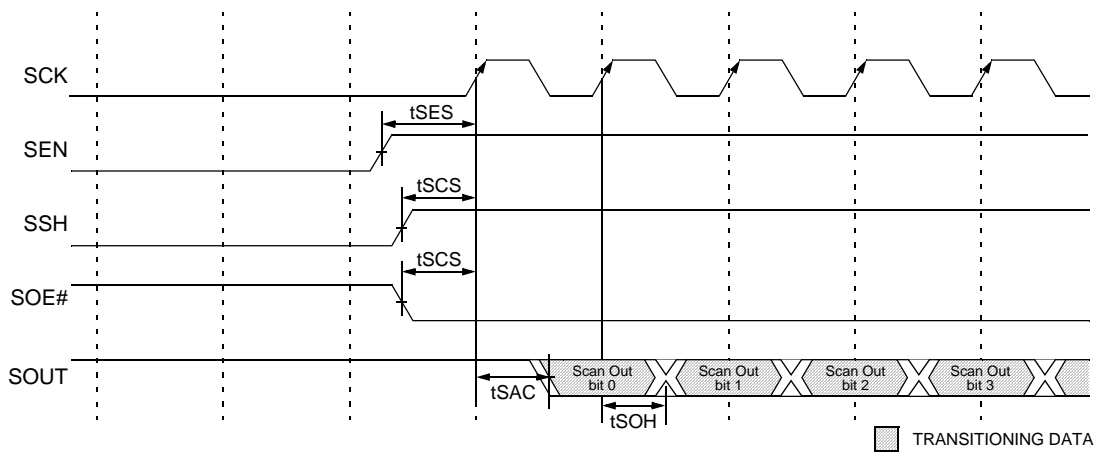 SCK
tSES
SEN
tSCS
SSH
tSCS
SOE#
SOUT
Scan Out
bit 0
Scan Out
bit 1
Scan Out
bit 2
Scan Out
bit 3
tSAC
tSOH
TRANSITIONING DATA